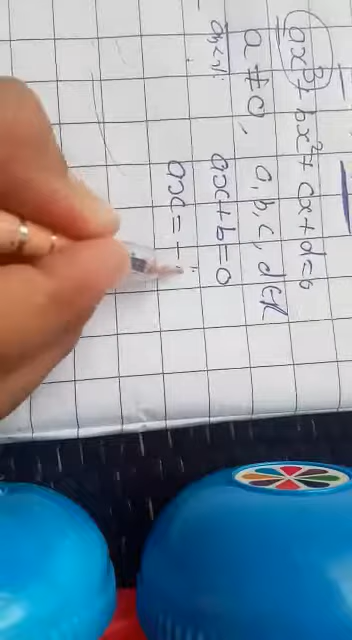 ax³ + bx² + cx + d = 0
a ≠ 0, a, b, c, d ∈ R
ax + b = 0
ax = -